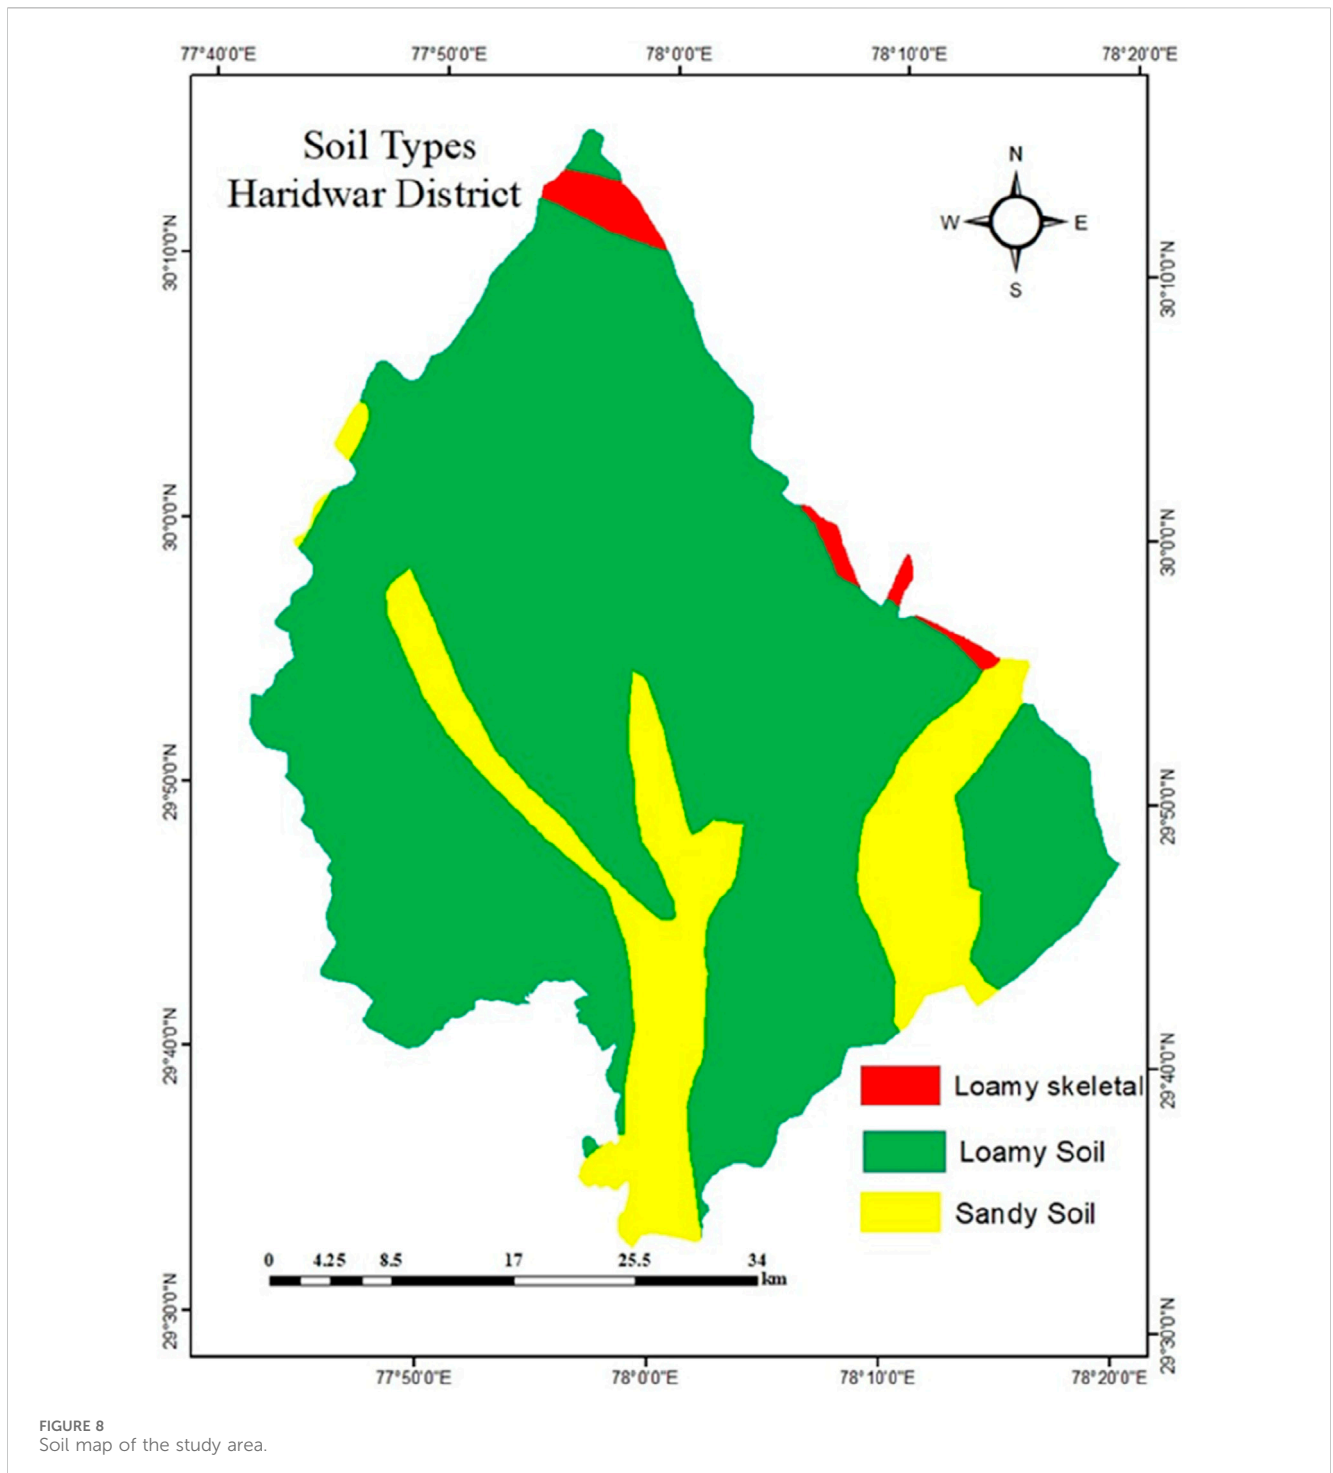 77°40'0"E 77°50'0"E 78°0'0"E 78°10'0"E 78°20'0"E
Soil Types
Haridwar District
N
W E
S
30°10'0"N
30°10'0"N
30°0'0"N
30°0'0"N
29°50'0"N
29°50'0"N
29°40'0"N
29°40'0"N
Loamy skeletal
Loamy Soil
Sandy Soil
0 4.25 8.5 17 25.5 34
km
29°30'0"N
29°30'0"N
77°50'0"E 78°0'0"E 78°10'0"E 78°20'0"E
FIGURE 8
Soil map of the study area.